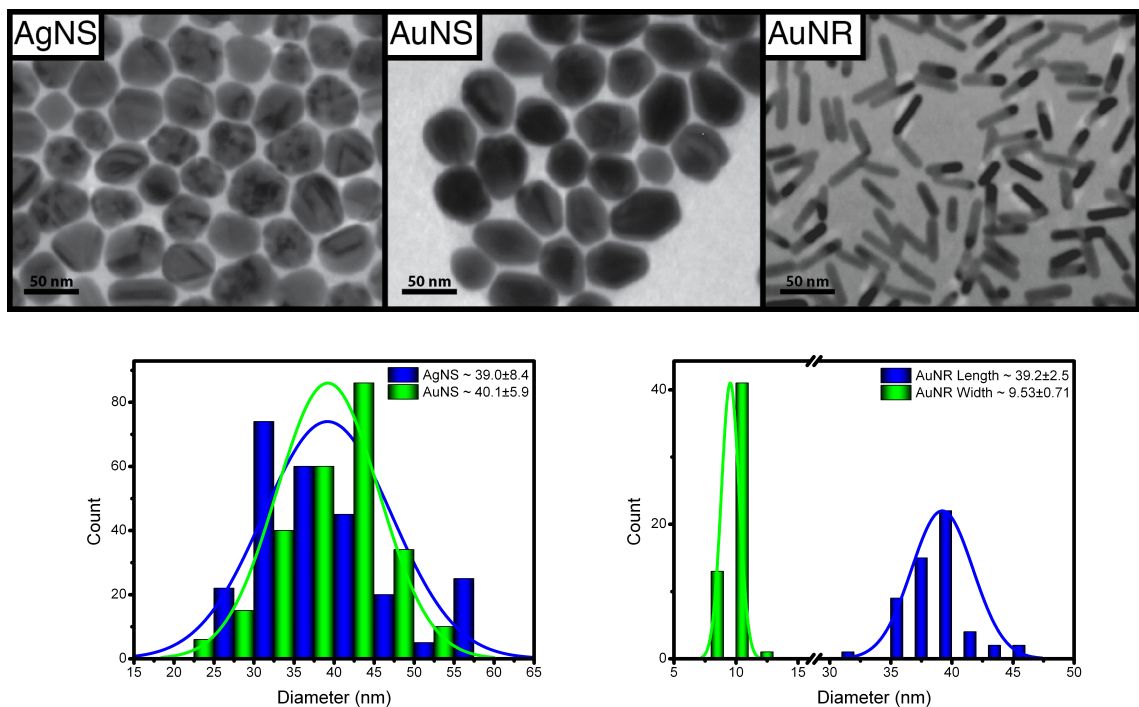 AgNS
AuNS
AuNR
50 nm
50 nm
50 nm
AgNS ~ 39.0±8.4
AuNS ~ 40.1±5.9
80
60
40
20
0
Count
15 20 25 30 35 40 45 50 55 60 65
Diameter (nm)
AuNR Length ~ 39.2±2.5
AuNR Width ~ 9.53±0.71
40
20
0
Count
5 10 15 30 35 40 45 50
Diameter (nm)